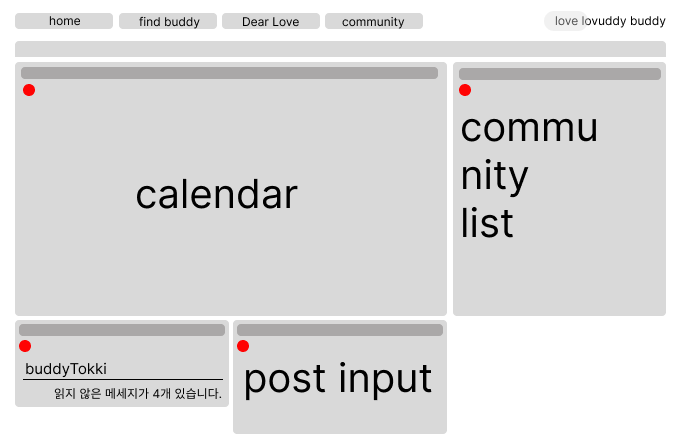 home
find buddy
Dear Love
community
love lovuddy buddy
calendar
commu
nity
list
buddyTokki
읽지 않은 메세지가 4개 있습니다.
post input